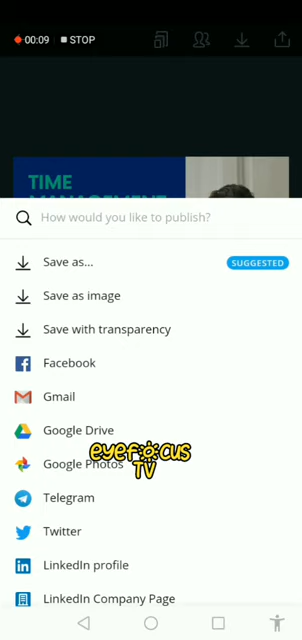 00:09 STOP
TIME
MANAGEMENT
How would you like to publish?
Save as...
SUGGESTED
Save as image
Save with transparency
Facebook
Gmail
Google Drive
eyefocus
TV
Google Photos
Telegram
Twitter
LinkedIn profile
LinkedIn Company Page